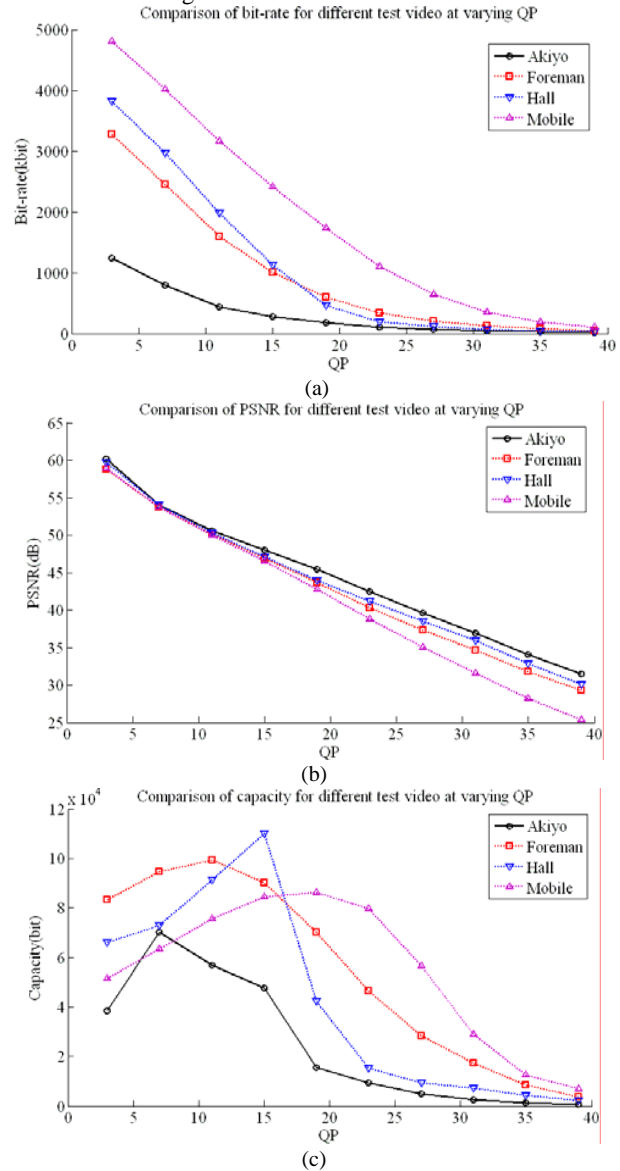 Comparison of bit-rate for different test video at varying QP
5000
4000
3000
2000
1000
0
Bit-rate(kbit)
Akiyo
Foreman
Hall
Mobile
0 5 10 15 20 25 30 35 40
QP
(a)
Comparison of PSNR for different test video at varying QP
65
60
55
50
45
40
35
30
25
PSNR(dB)
Akiyo
Foreman
Hall
Mobile
0 5 10 15 20 25 30 35 40
QP
(b)
Comparison of capacity for different test video at varying QP
x 10^4
12
10
8
6
4
2
0
Capacity(bit)
Akiyo
Foreman
Hall
Mobile
0 5 10 15 20 25 30 35 40
QP
(c)